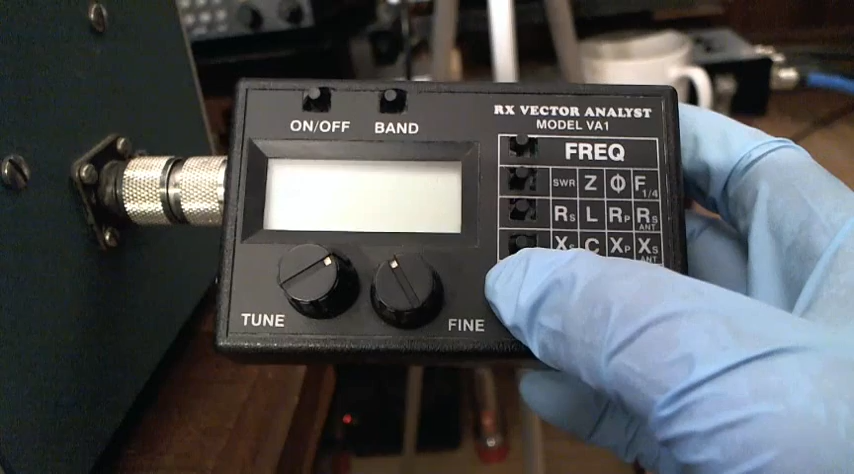 RX VECTOR ANALYST
MODEL VA1
ON/OFF BAND
FREQ
SWR Z Φ F1/4
RS L RP RS ANT
XS C XP XS ANT
TUNE FINE